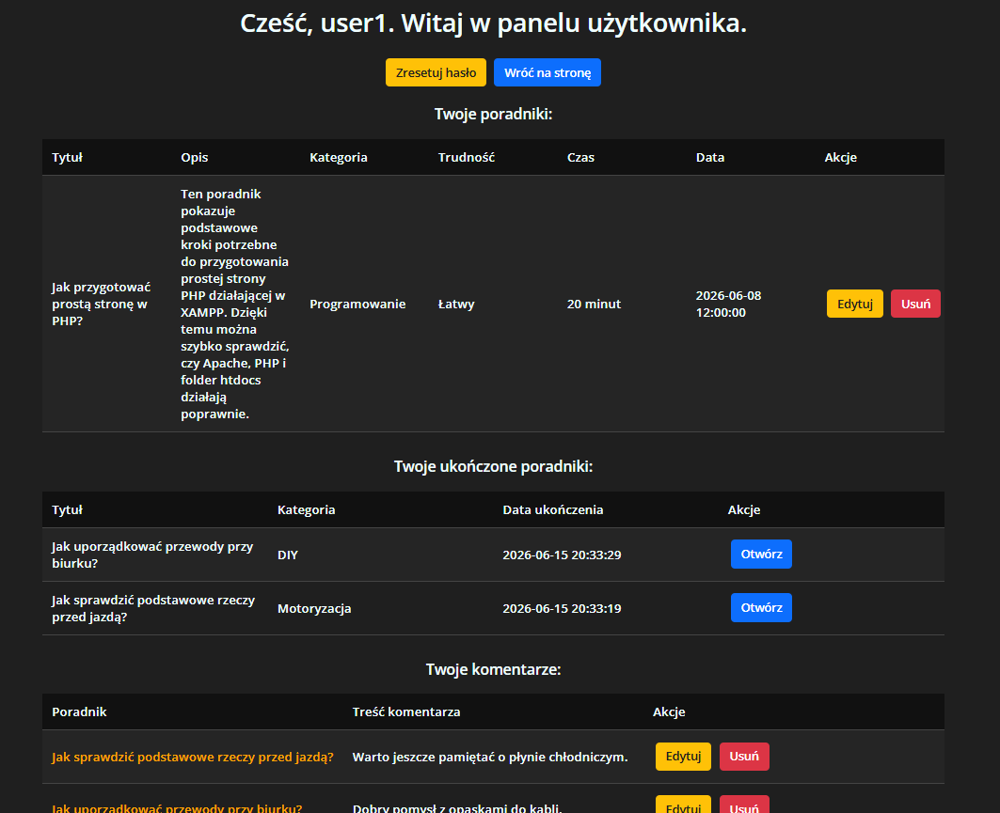 Cześć, user1. Witaj w panelu użytkownika.
Zresetuj hasło
Wróć na stronę
Twoje poradniki:
Tytuł Opis Kategoria Trudność Czas Data Akcje
Jak przygotować
prostą stronę w
PHP?
Ten poradnik
pokazuje
podstawowe
kroki potrzebne
do przygotowania
prostej strony
PHP działającej w
XAMPP. Dzięki
temu można
szybko sprawdzić,
czy Apache, PHP i
folder htdocs
działają
poprawnie.
Programowanie
Łatwy
20 minut
2026-06-08
12:00:00
Edytuj
Usuń
Twoje ukończone poradniki:
Tytuł Kategoria Data ukończenia Akcje
Jak uporządkować przewody przy
biurku?
DIY
2026-06-15 20:33:29
Otwórz
Jak sprawdzić podstawowe rzeczy
przed jazdą?
Motoryzacja
2026-06-15 20:33:19
Otwórz
Twoje komentarze:
Poradnik Treść komentarza Akcje
Jak sprawdzić podstawowe rzeczy przed jazdą?
Warto jeszcze pamiętać o płynie chłodniczym.
Edytuj
Usuń
Jak uporządkować przewody przy biurku?
Dobry pomysł z opaskami do kabli.
Edytuj
Usuń